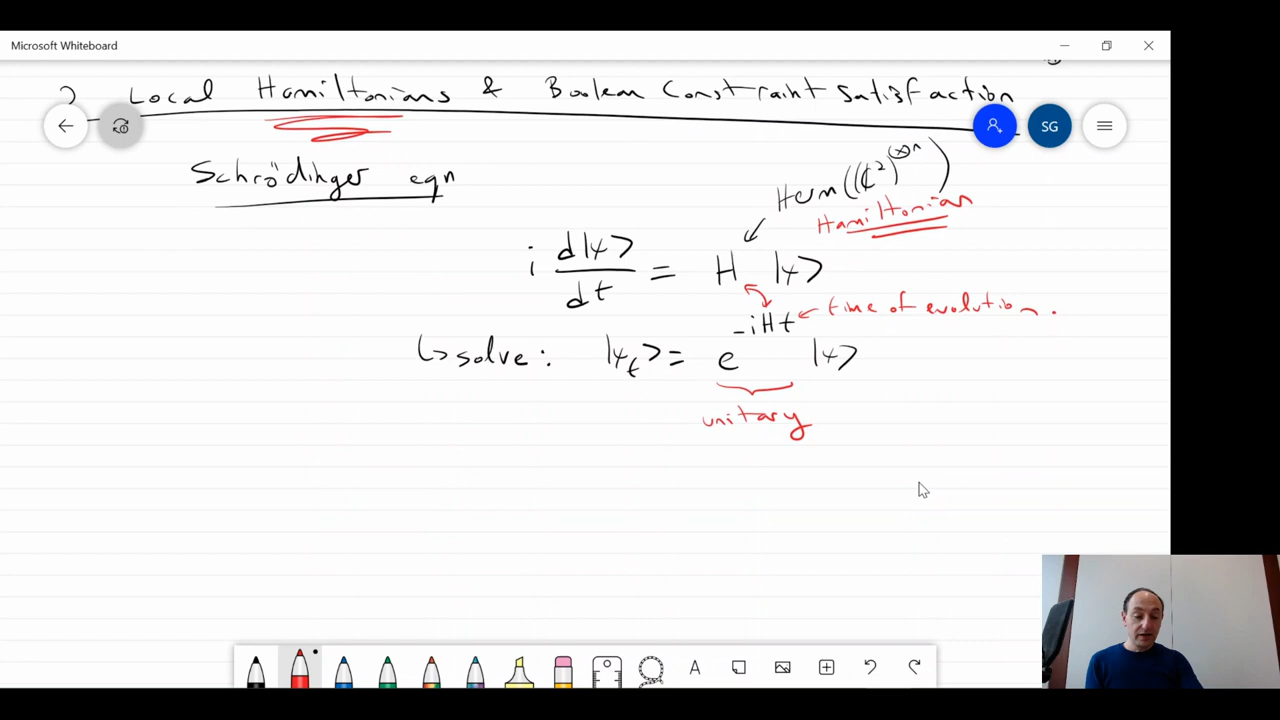 Microsoft Whiteboard
Local Hamiltonians & Boolean Constraint Satisfaction
SG
Schrödinger eqn
Herm((ℂ²)^⊗n)
Hamiltonian
i d|ψ>/dt = H |ψ>
time of evolution.
↳ solve: |ψ_t> = e^{-iHt} |ψ>
unitary
A